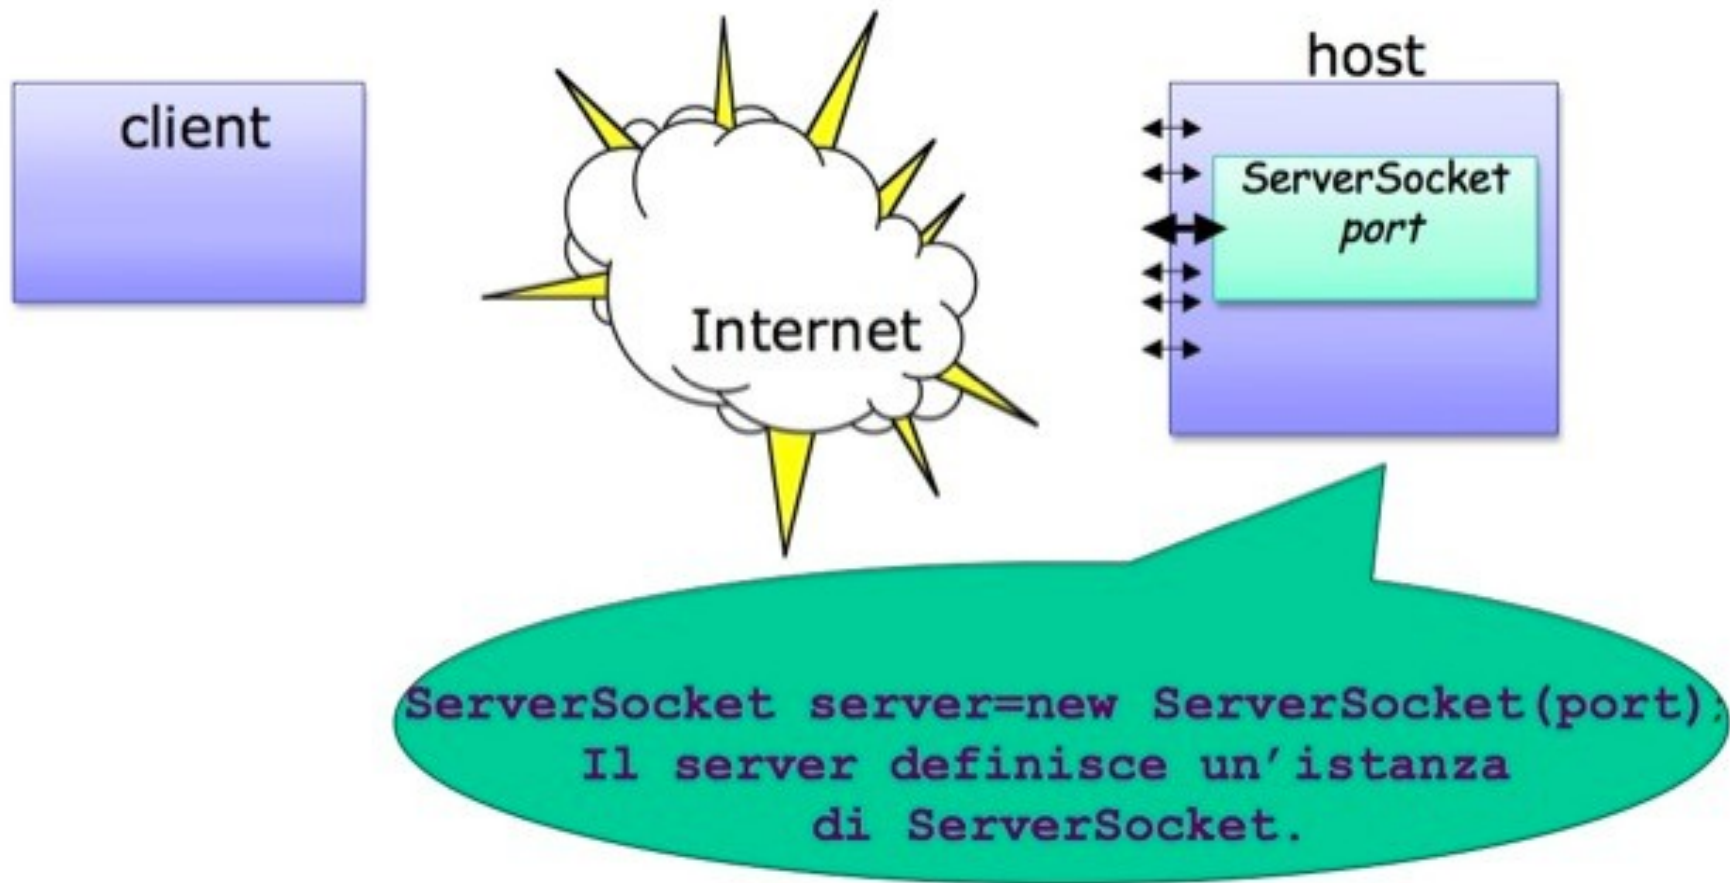 host
client
ServerSocket
port
Internet
ServerSocket server=new ServerSocket(port);
Il server definisce un’istanza
di ServerSocket.